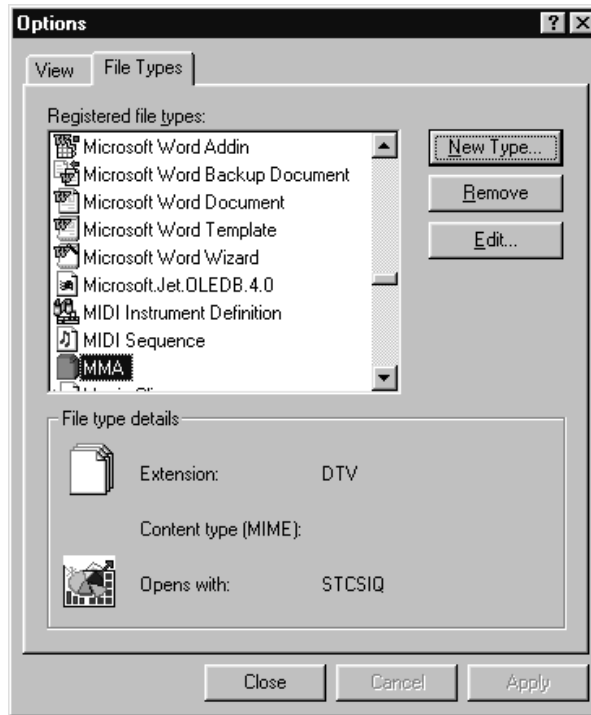 Options
View
File Types
Registered file types:
Microsoft Word Addin
Microsoft Word Backup Document
Microsoft Word Document
Microsoft Word Template
Microsoft Word Wizard
Microsoft.Jet.OLEDB.4.0
MIDI Instrument Definition
MIDI Sequence
MMA
New Type...
Remove
Edit...
File type details
Extension: DTV
Content type (MIME):
Opens with: STCSIQ
Close
Cancel
Apply